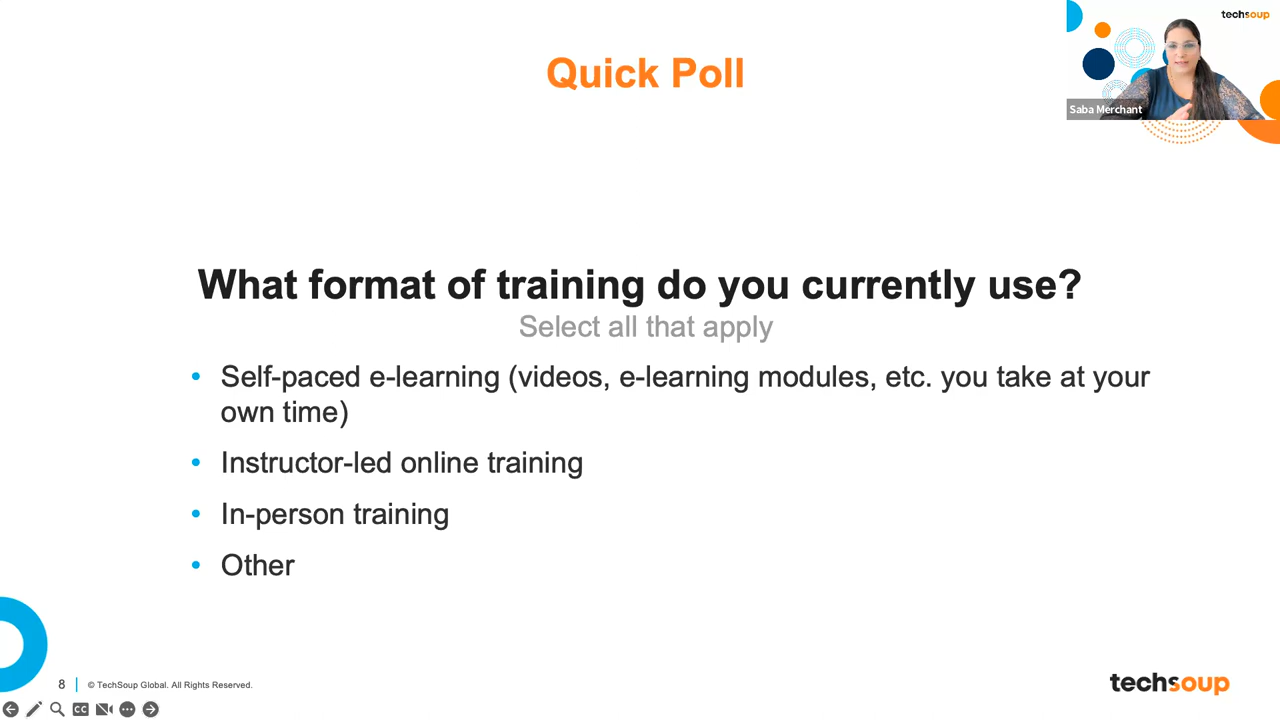 techsoup
Quick Poll
Saba Merchant
What format of training do you currently use?
Select all that apply
• Self-paced e-learning (videos, e-learning modules, etc. you take at your
own time)
• Instructor-led online training
• In-person training
• Other
8
© TechSoup Global. All Rights Reserved.
techsoup
CC